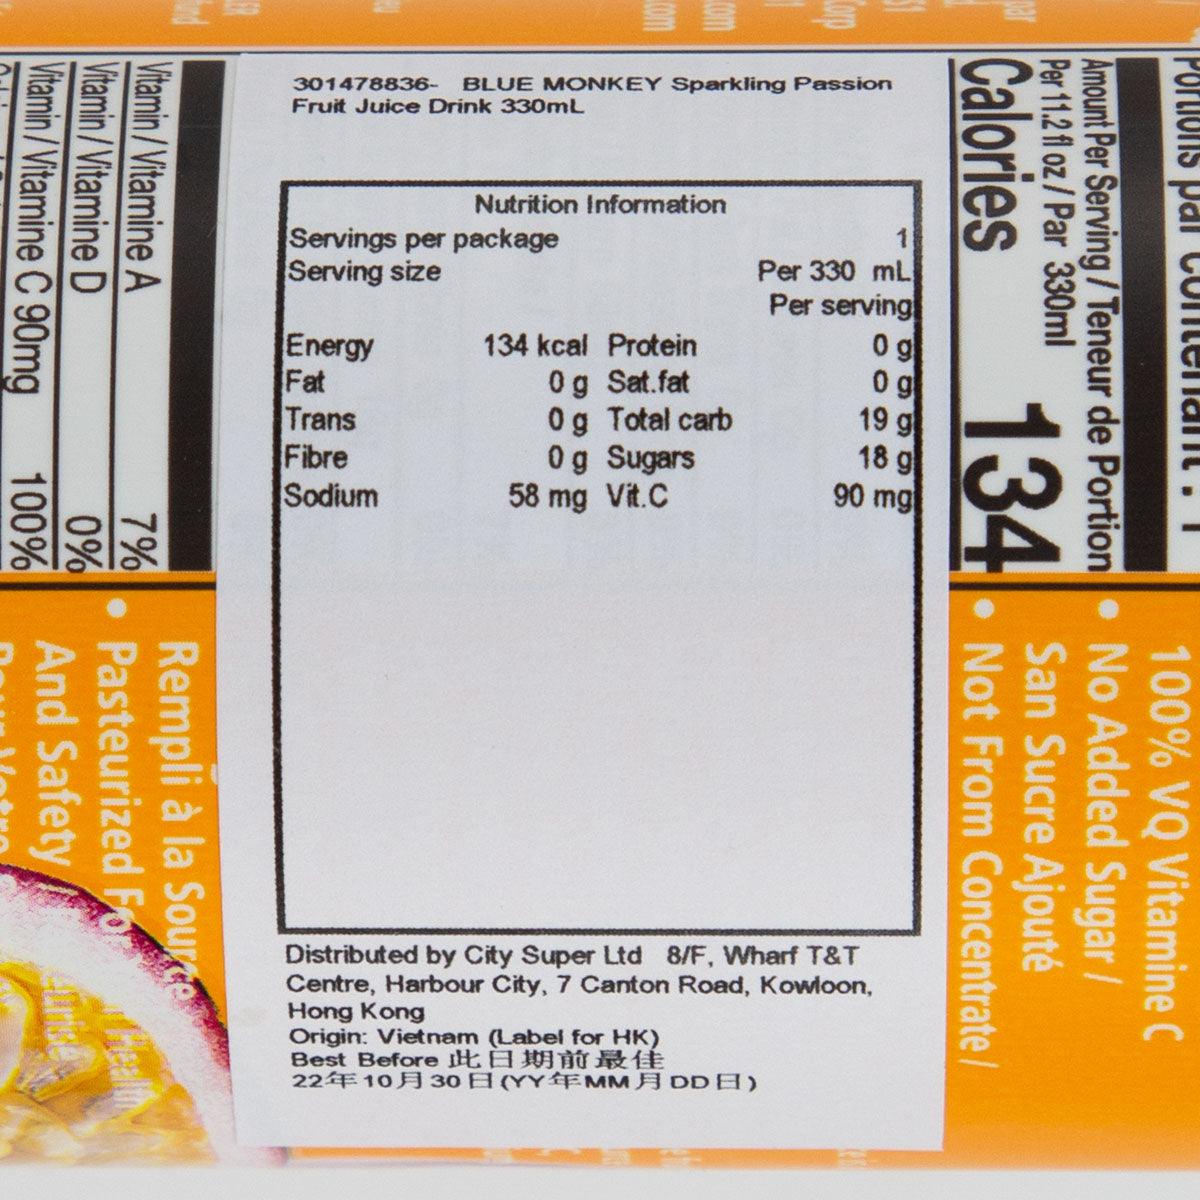 301478836- BLUE MONKEY Sparkling Passion
Fruit Juice Drink 330mL
Nutrition Information
Servings per package 1
Serving size Per 330 mL
Per serving
Energy 134 kcal Protein 0 g
Fat 0 g Sat.fat 0 g
Trans 0 g Total carb 19 g
Fibre 0 g Sugars 18 g
Sodium 58 mg Vit.C 90 mg
Distributed by City Super Ltd 8/F, Wharf T&T
Centre, Harbour City, 7 Canton Road, Kowloon,
Hong Kong
Origin: Vietnam (Label for HK)
Best Before 此日期前最佳
22年10月30日(YY年MM月DD日)
Amount Per Serving / Teneur de Portion
Per 11.2 fl oz / Par 330ml
Calories 134
Vitamin / Vitamine A 7%
Vitamin / Vitamine D 0%
Vitamin / Vitamine C 90mg 100%
100% VQ Vitamine C
• No Added Sugar /
San Sucre Ajouté
• Not From Concentrate /
Rempli à la Source
• Pasteurized For
And Safety